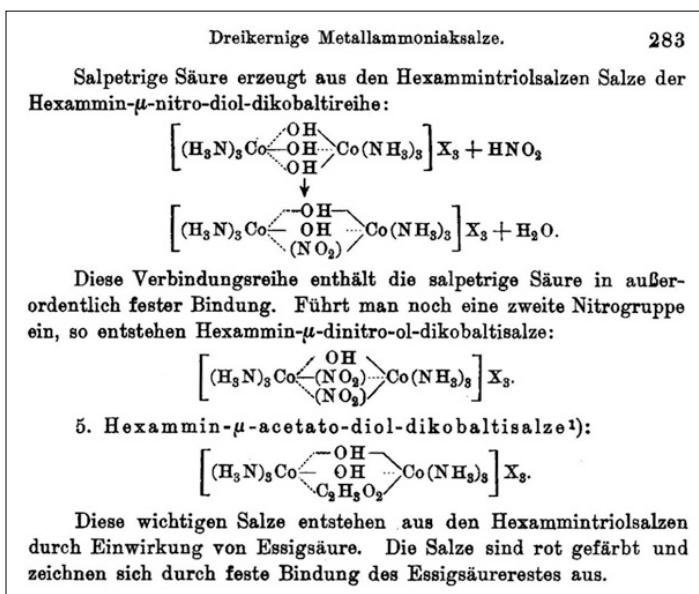 Dreikernige Metallammoniaksalze. 283
Salpetrige Säure erzeugt aus den Hexammintriolsalzen Salze der
Hexammin-μ-nitro-diol-dikobaltireihe:
OH
[(H₃N)₃Co OH Co(NH₃)₃] X₃ + HNO₂
OH
↓
OH
[(H₃N)₃Co OH Co(NH₃)₃] X₃ + H₂O.
(NO₂)
Diese Verbindungsreihe enthält die salpetrige Säure in außer-
ordentlich fester Bindung. Führt man noch eine zweite Nitrogruppe
ein, so entstehen Hexammin-μ-dinitro-ol-dikobaltisalze:
OH
[(H₃N)₃Co (NO₂) Co(NH₃)₃] X₃.
(NO₂)
5. Hexammin-μ-acetato-diol-dikobaltisalze¹):
OH
[(H₃N)₃Co OH Co(NH₃)₃] X₃.
C₂H₃O₂
Diese wichtigen Salze entstehen aus den Hexammintriolsalzen
durch Einwirkung von Essigsäure. Die Salze sind rot gefärbt und
zeichnen sich durch feste Bindung des Essigsäurerestes aus.